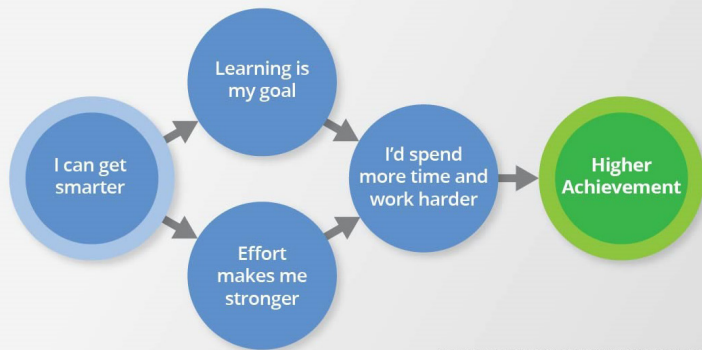 I can get
smarter
Learning is
my goal
Effort
makes me
stronger
I'd spend
more time and
work harder
Higher
Achievement